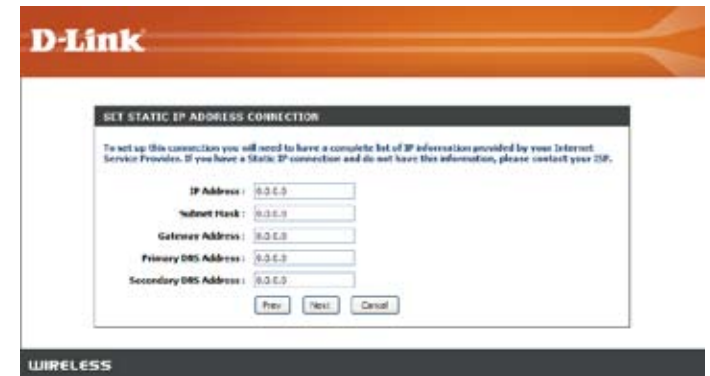 D-Link
SET STATIC IP ADDRESS CONNECTION
To set up this connection you will need to have a complete list of IP information provided by your Internet
Service Provider. If you have a Static IP connection and do not have this information, please contact your ISP.
IP Address : 0.0.0.0
Subnet Mask : 0.0.0.0
Gateway Address : 0.0.0.0
Primary DNS Address : 0.0.0.0
Secondary DNS Address : 0.0.0.0
Prev Next Cancel
WIRELESS